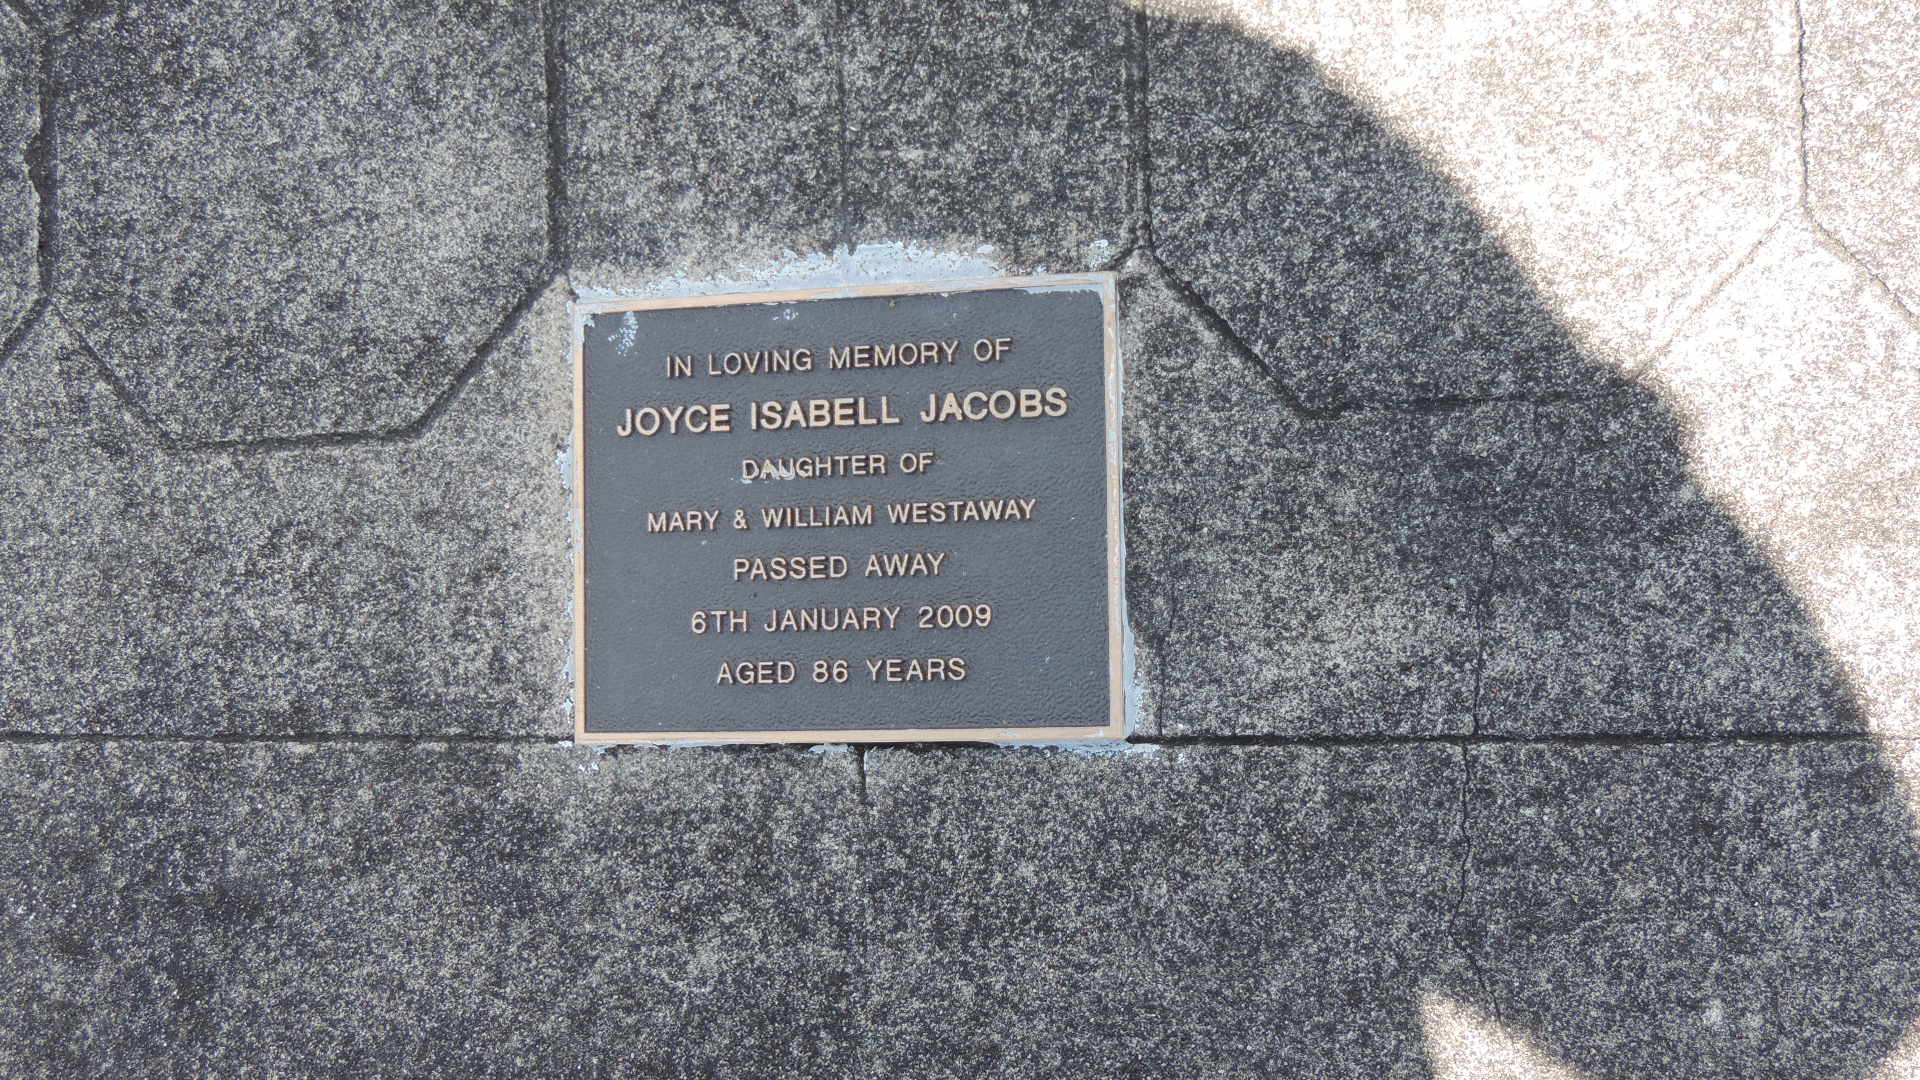 IN LOVING MEMORY OF
JOYCE ISABELL JACOBS
DAUGHTER OF
MARY & WILLIAM WESTAWAY
PASSED AWAY
6TH JANUARY 2009
AGED 86 YEARS